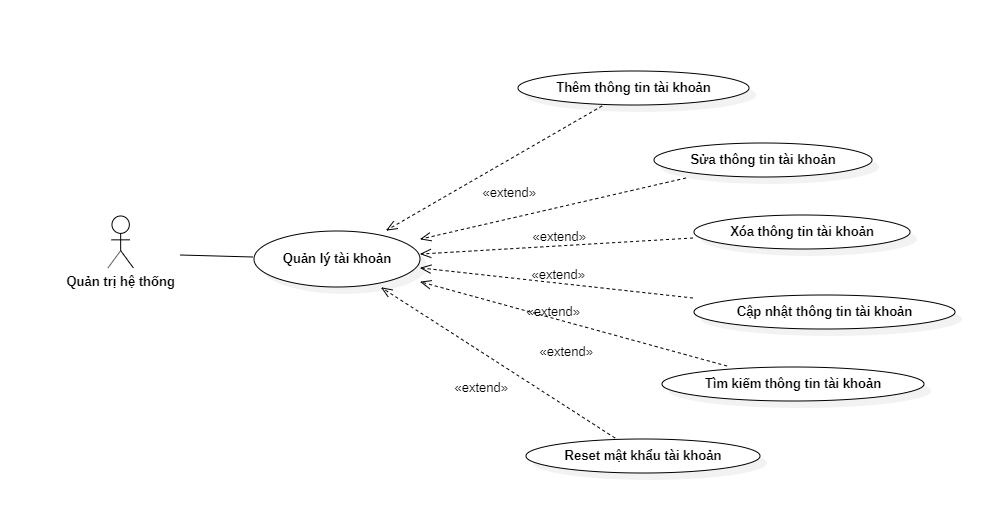 Thêm thông tin tài khoản
Sửa thông tin tài khoản
«extend»
Xóa thông tin tài khoản
«extend»
Quản lý tài khoản
«extend»
Quản trị hệ thống
Cập nhật thông tin tài khoản
«extend»
«extend»
Tìm kiếm thông tin tài khoản
«extend»
Reset mật khẩu tài khoản